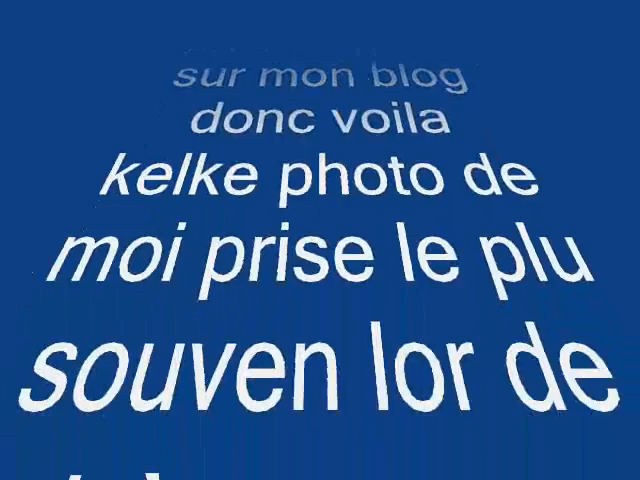 sur mon blog
donc voila
kelke photo de
moi prise le plu
souven lor de